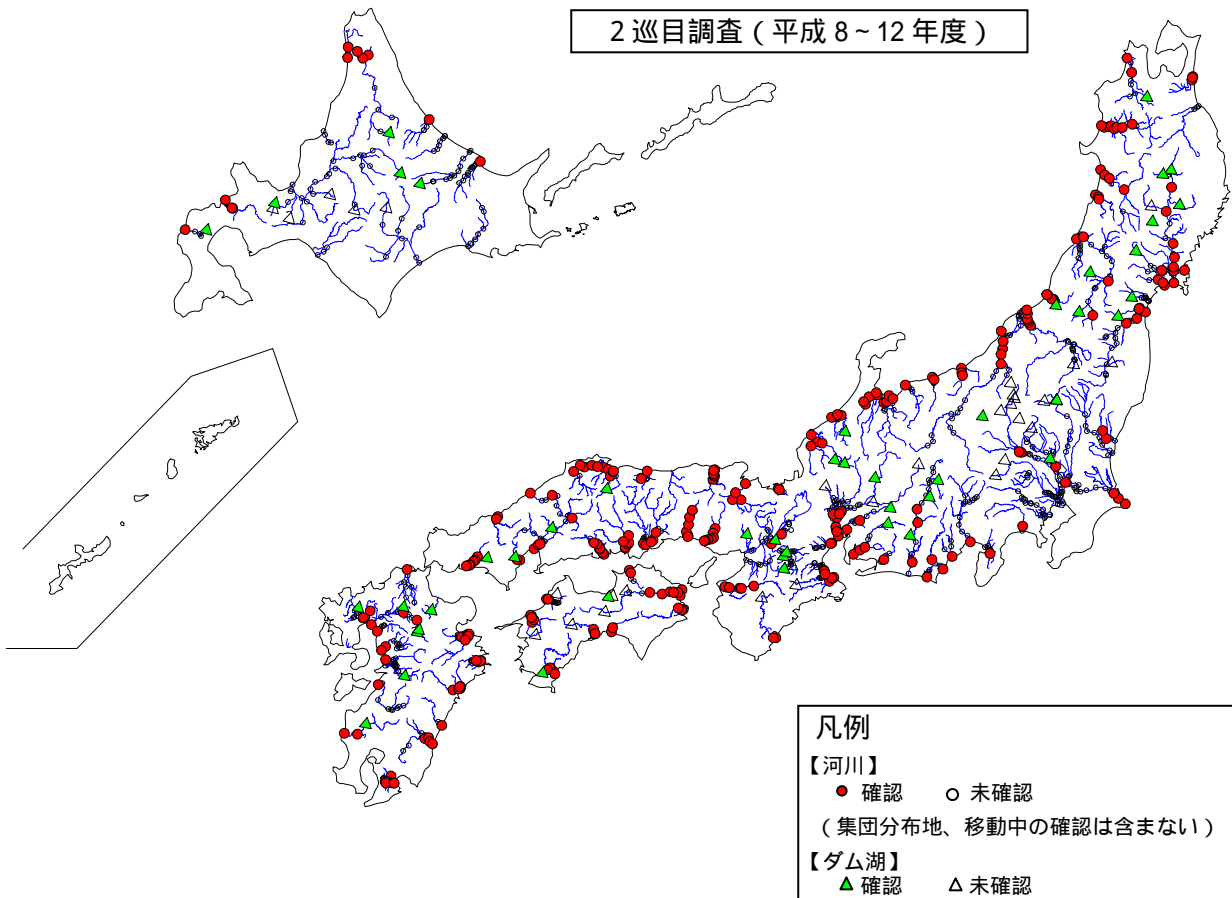 2巡目調査(平成8~12年度)
凡例
【河川】
確認 未確認
(集団分布地、移動中の確認は含まない)
【ダム湖】
確認 未確認